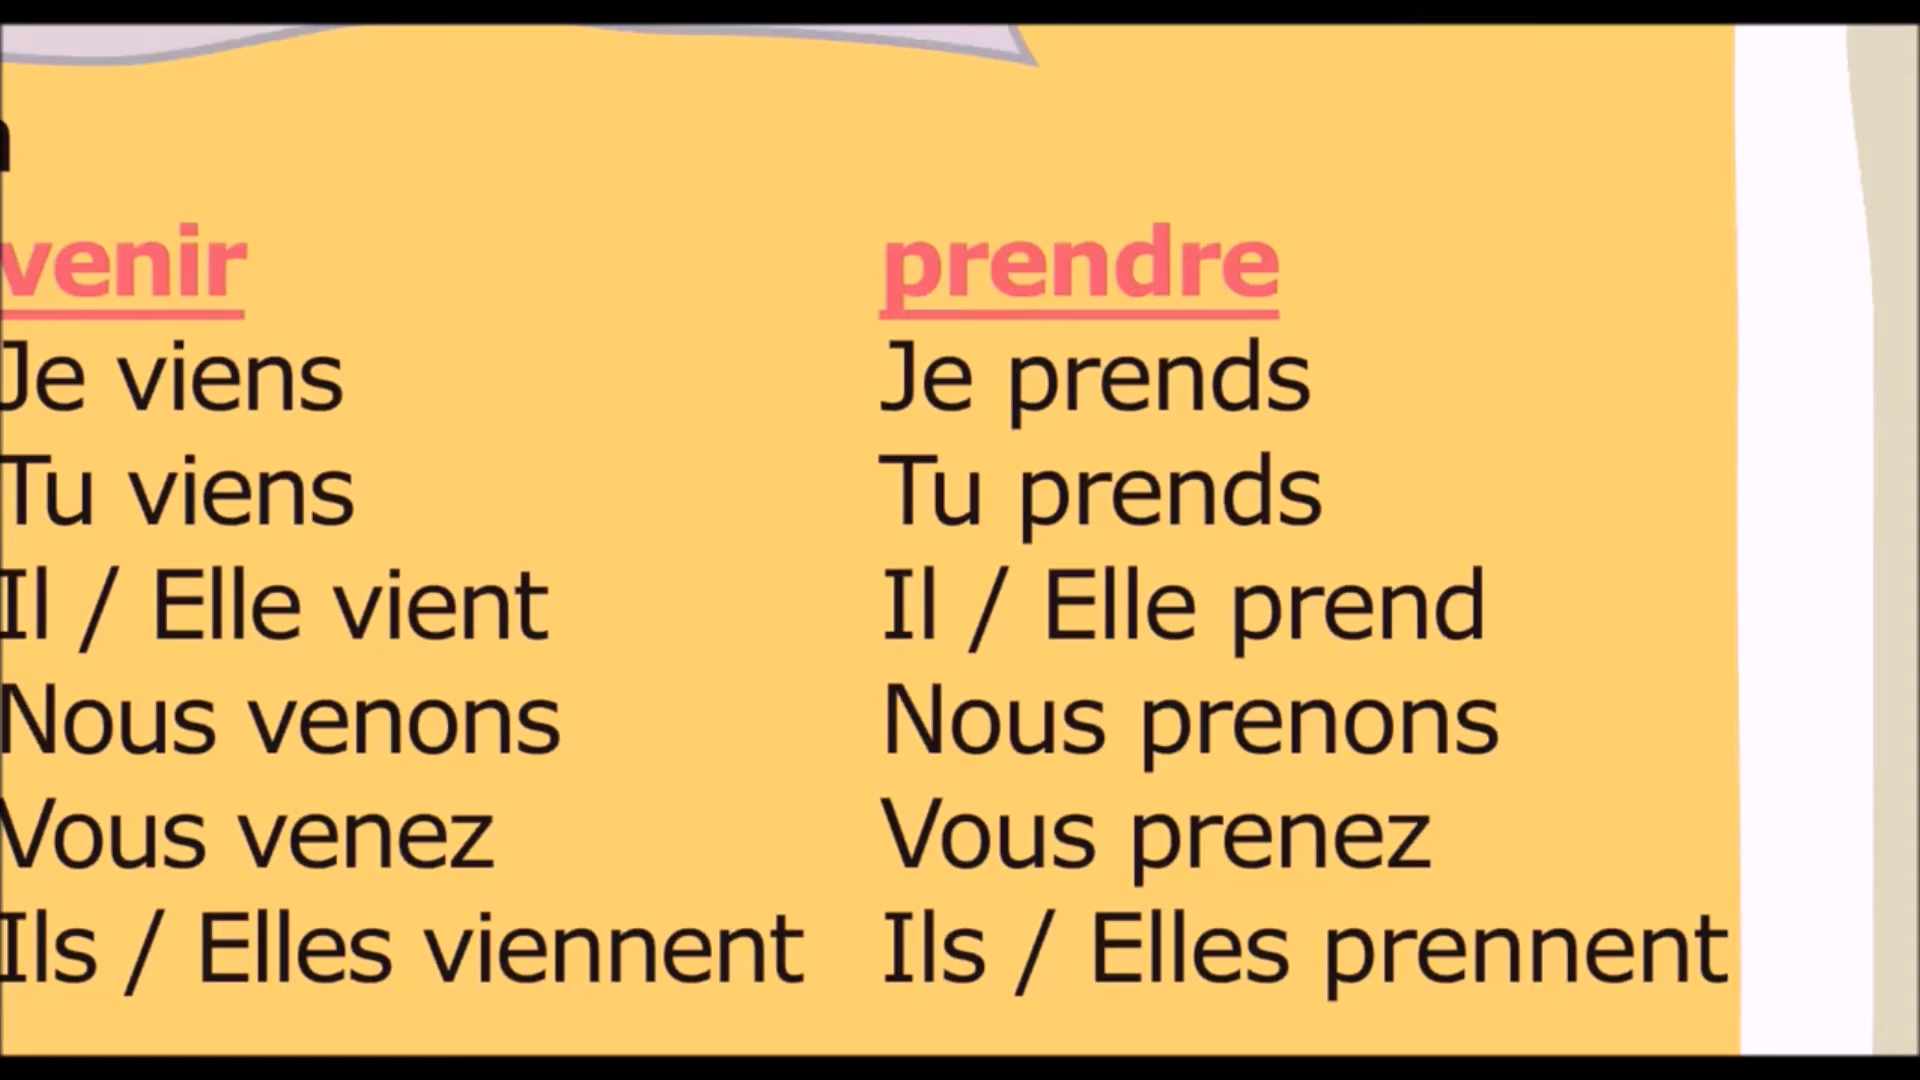 venir
Je viens
Tu viens
Il / Elle vient
Nous venons
Vous venez
Ils / Elles viennent
prendre
Je prends
Tu prends
Il / Elle prend
Nous prenons
Vous prenez
Ils / Elles prennent